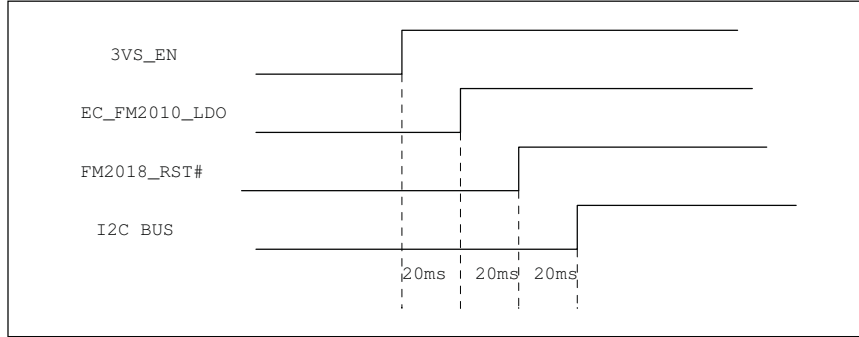 3VS_EN
EC_FM2010_LDO
FM2018_RST#
I2C BUS
20ms 20ms 20ms